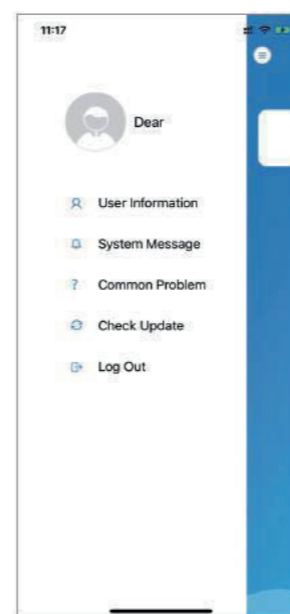 11:17
Dear
User Information
System Message
Common Problem
Check Update
Log Out